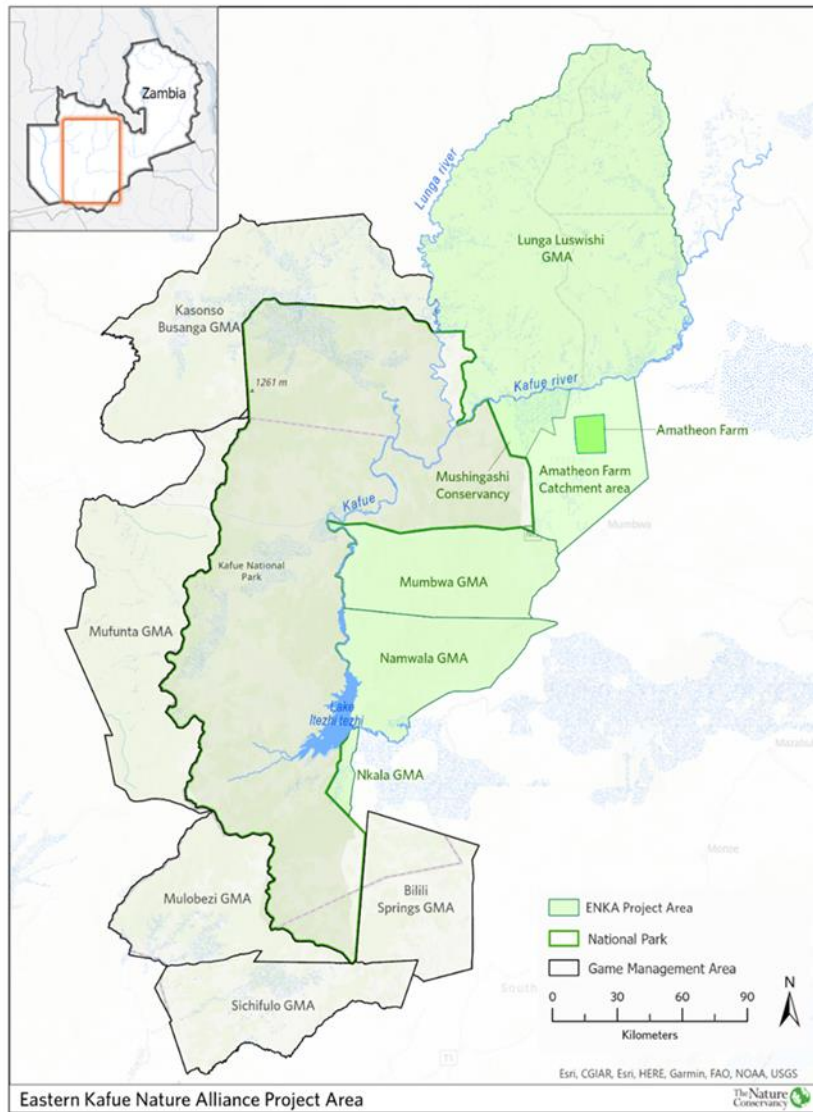 Zambia
Lunga river
Lunga Luswishi
GMA
Kasonso
Busanga GMA
1261 m
Kafue river
Amatheon Farm
Mushingashi
Conservancy
Amatheon Farm
Catchment area
Mumbwa
Kafue
Kafue National
Park
Mumbwa GMA
Mufunta GMA
Namwala GMA
Lake
Itezhi tezhi
Nkala GMA
Monze
Mulobezi GMA
Bilili
Springs GMA
ENKA Project Area
National Park
Game Management Area
Sichifulo GMA
South
N
0 30 60 90
Kilometers
Esri, CGIAR, Esri, HERE, Garmin, FAO, NOAA, USGS
Eastern Kafue Nature Alliance Project Area
The Nature
Conservancy